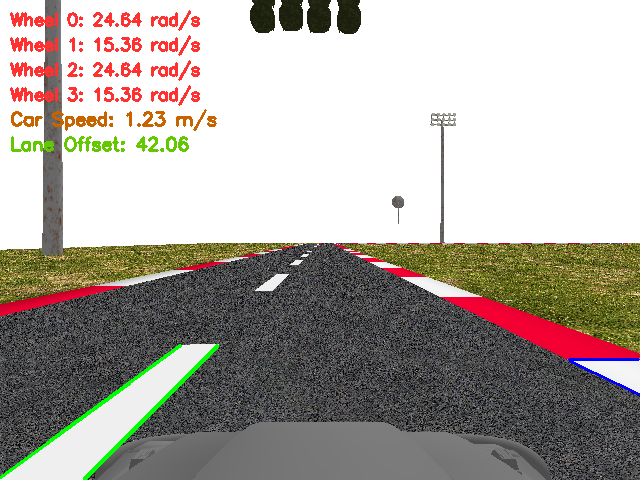 Wheel 0: 24.64 rad/s
Wheel 1: 15.36 rad/s
Wheel 2: 24.64 rad/s
Wheel 3: 15.36 rad/s
Car Speed: 1.23 m/s
Lane Offset: 42.06